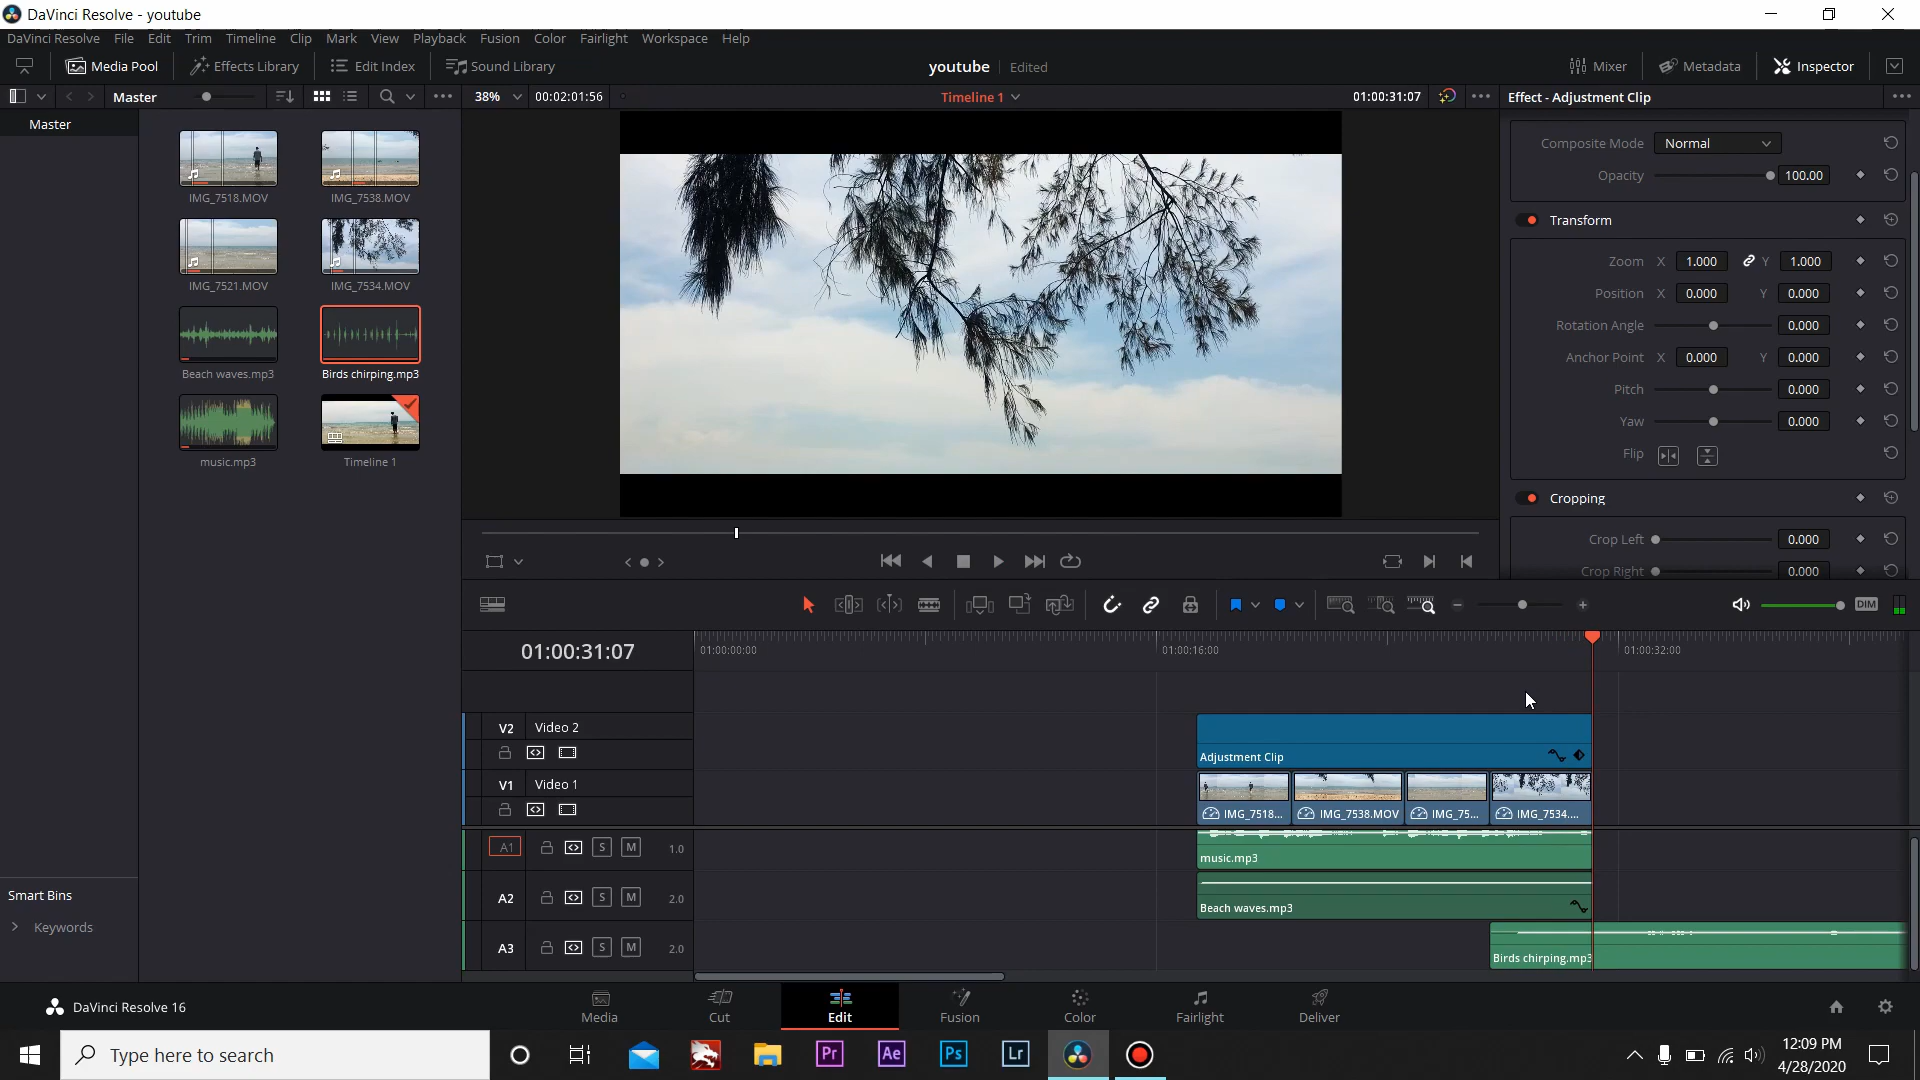 DaVinci Resolve - youtube
DaVinci Resolve File Edit Trim Timeline Clip Mark View Playback Fusion Color Fairlight Workspace Help
Media Pool Effects Library Edit Index Sound Library youtube Edited Mixer Metadata Inspector
Master 38% 00:02:01:56 Timeline 1 01:00:31:07 Effect - Adjustment Clip
Master
IMG_7518.MOV IMG_7538.MOV
IMG_7521.MOV IMG_7534.MOV
Beach waves.mp3 Birds chirping.mp3
music.mp3 Timeline 1
Composite Mode Normal
Opacity 100.00
Transform
Zoom X 1.000 Y 1.000
Position X 0.000 Y 0.000
Rotation Angle 0.000
Anchor Point X 0.000 Y 0.000
Pitch 0.000
Yaw 0.000
Flip
Cropping
Crop Left 0.000
Crop Right 0.000
DIM
01:00:31:07 01:00:00:00 01:00:16:00 01:00:32:00
V2 Video 2
Adjustment Clip
V1 Video 1
IMG_7518... IMG_7538.MOV IMG_75... IMG_7534....
A1 S M 1.0
music.mp3
A2 S M 2.0
Beach waves.mp3
A3 S M 2.0
Birds chirping.mp3
Smart Bins
Keywords
DaVinci Resolve 16
Media Cut Edit Fusion Color Fairlight Deliver
Type here to search
Pr Ae Ps Lr
12:09 PM
4/28/2020